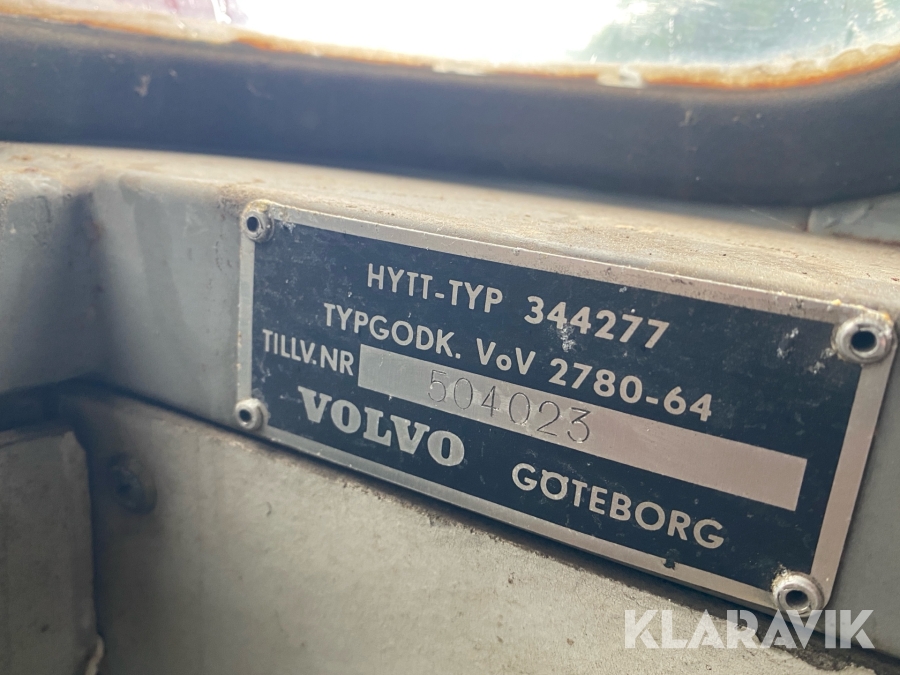 HYTT-TYP 344277
TYPGODK. VoV 2780-64
TILLV.NR 504023
VOLVO GÖTEBORG
KLARAVIK